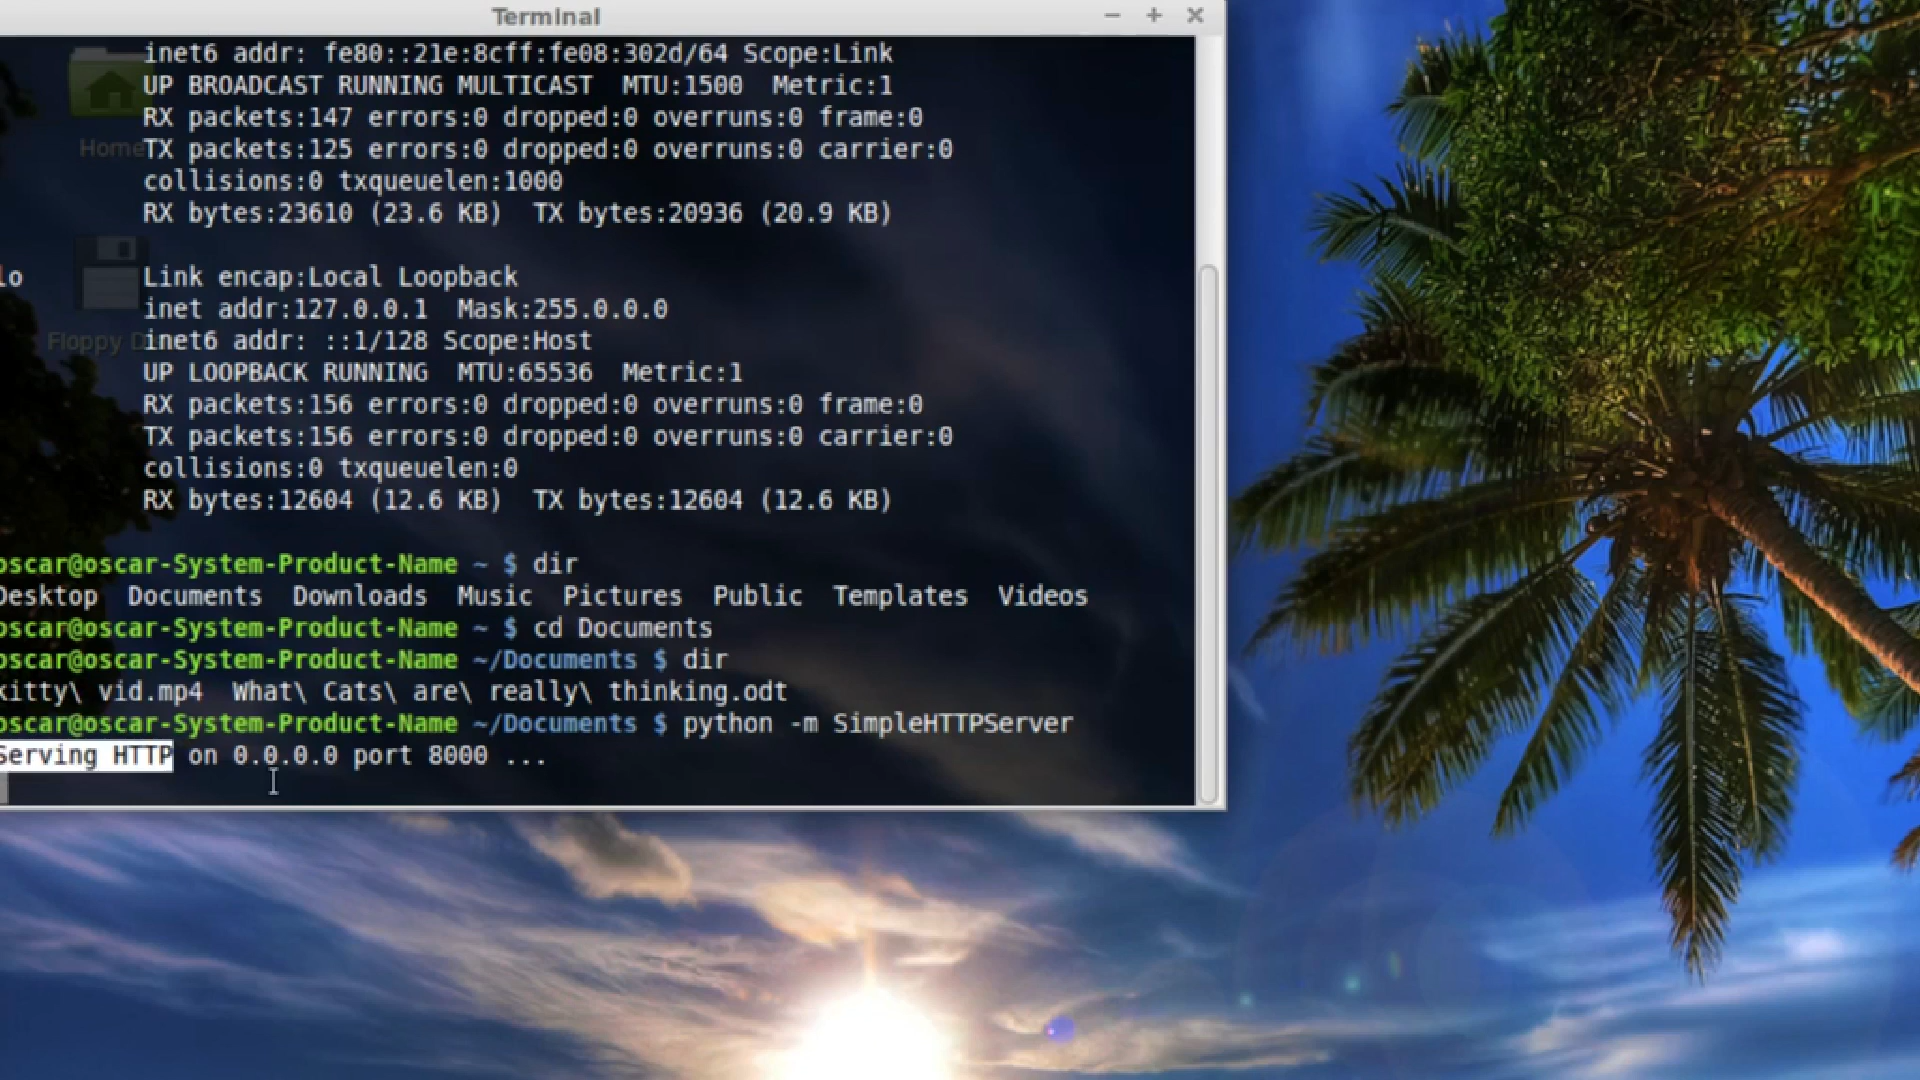 Terminal
inet6 addr: fe80::21e:8cff:fe08:302d/64 Scope:Link
UP BROADCAST RUNNING MULTICAST  MTU:1500  Metric:1
RX packets:147 errors:0 dropped:0 overruns:0 frame:0
Home
TX packets:125 errors:0 dropped:0 overruns:0 carrier:0
collisions:0 txqueuelen:1000
RX bytes:23610 (23.6 KB)  TX bytes:20936 (20.9 KB)
lo Link encap:Local Loopback
inet addr:127.0.0.1  Mask:255.0.0.0
Floppy D
inet6 addr: ::1/128 Scope:Host
UP LOOPBACK RUNNING  MTU:65536  Metric:1
RX packets:156 errors:0 dropped:0 overruns:0 frame:0
TX packets:156 errors:0 dropped:0 overruns:0 carrier:0
collisions:0 txqueuelen:0
RX bytes:12604 (12.6 KB)  TX bytes:12604 (12.6 KB)
oscar@oscar-System-Product-Name ~ $ dir
Desktop  Documents  Downloads  Music  Pictures  Public  Templates  Videos
oscar@oscar-System-Product-Name ~ $ cd Documents
oscar@oscar-System-Product-Name ~/Documents $ dir
kitty\ vid.mp4  What\ Cats\ are\ really\ thinking.odt
oscar@oscar-System-Product-Name ~/Documents $ python -m SimpleHTTPServer
Serving HTTP on 0.0.0.0 port 8000 ...